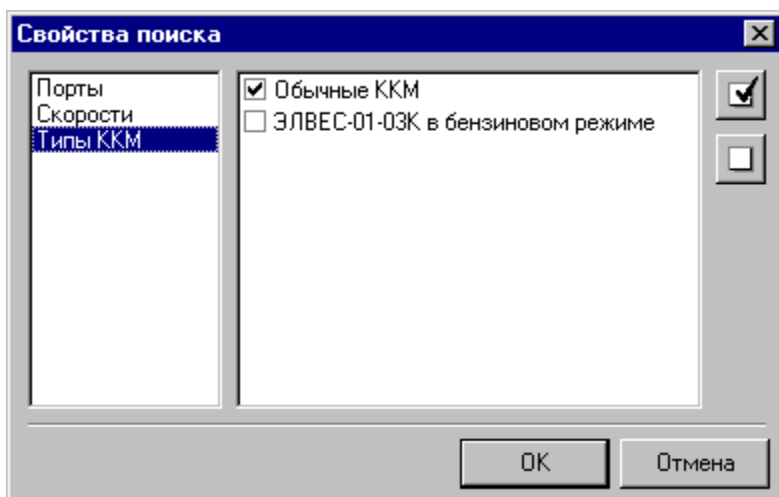 Свойства поиска
Порты
Скорости
Типы ККМ
Обычные ККМ
ЭЛВЕС-01-03К в бензиновом режиме
OK
Отмена